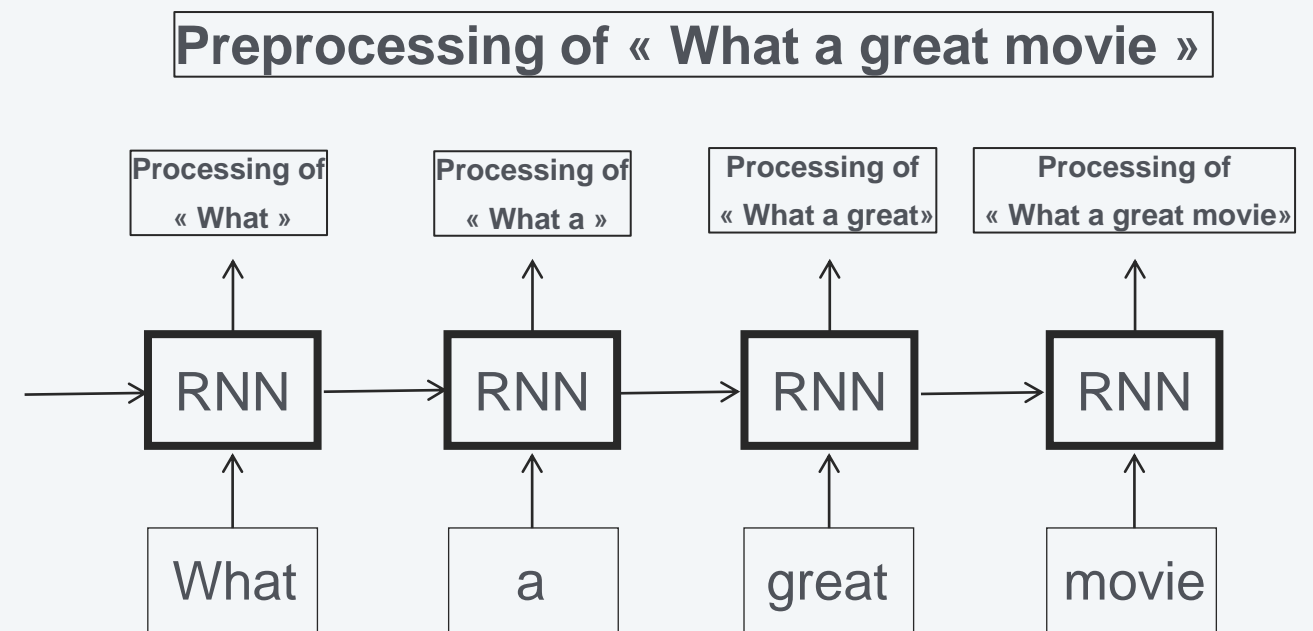 Preprocessing of « What a great movie »
Processing of
« What »
Processing of
« What a »
Processing of
« What a great»
Processing of
« What a great movie»
RNN
RNN
RNN
RNN
What
a
great
movie